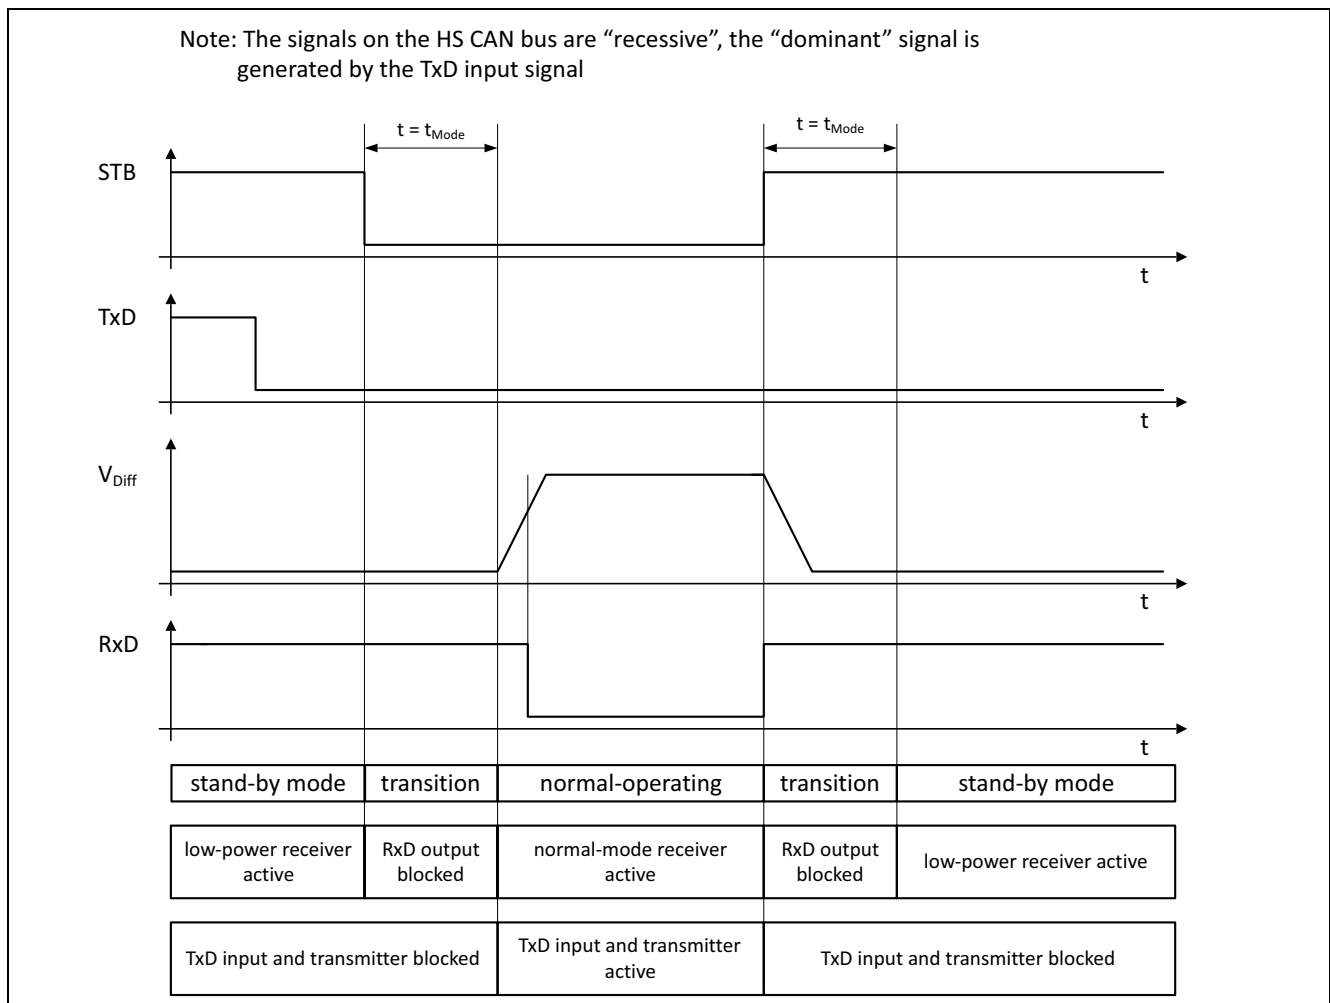 Note: The signals on the HS CAN bus are “recessive”, the “dominant” signal is
generated by the TxD input signal
t = tMode
t = tMode
STB
t
TxD
t
VDiff
t
RxD
t
stand-by mode
transition
normal-operating
transition
stand-by mode
low-power receiver
active
RxD output
blocked
normal-mode receiver
active
RxD output
blocked
low-power receiver active
TxD input and transmitter blocked
TxD input and transmitter
active
TxD input and transmitter blocked